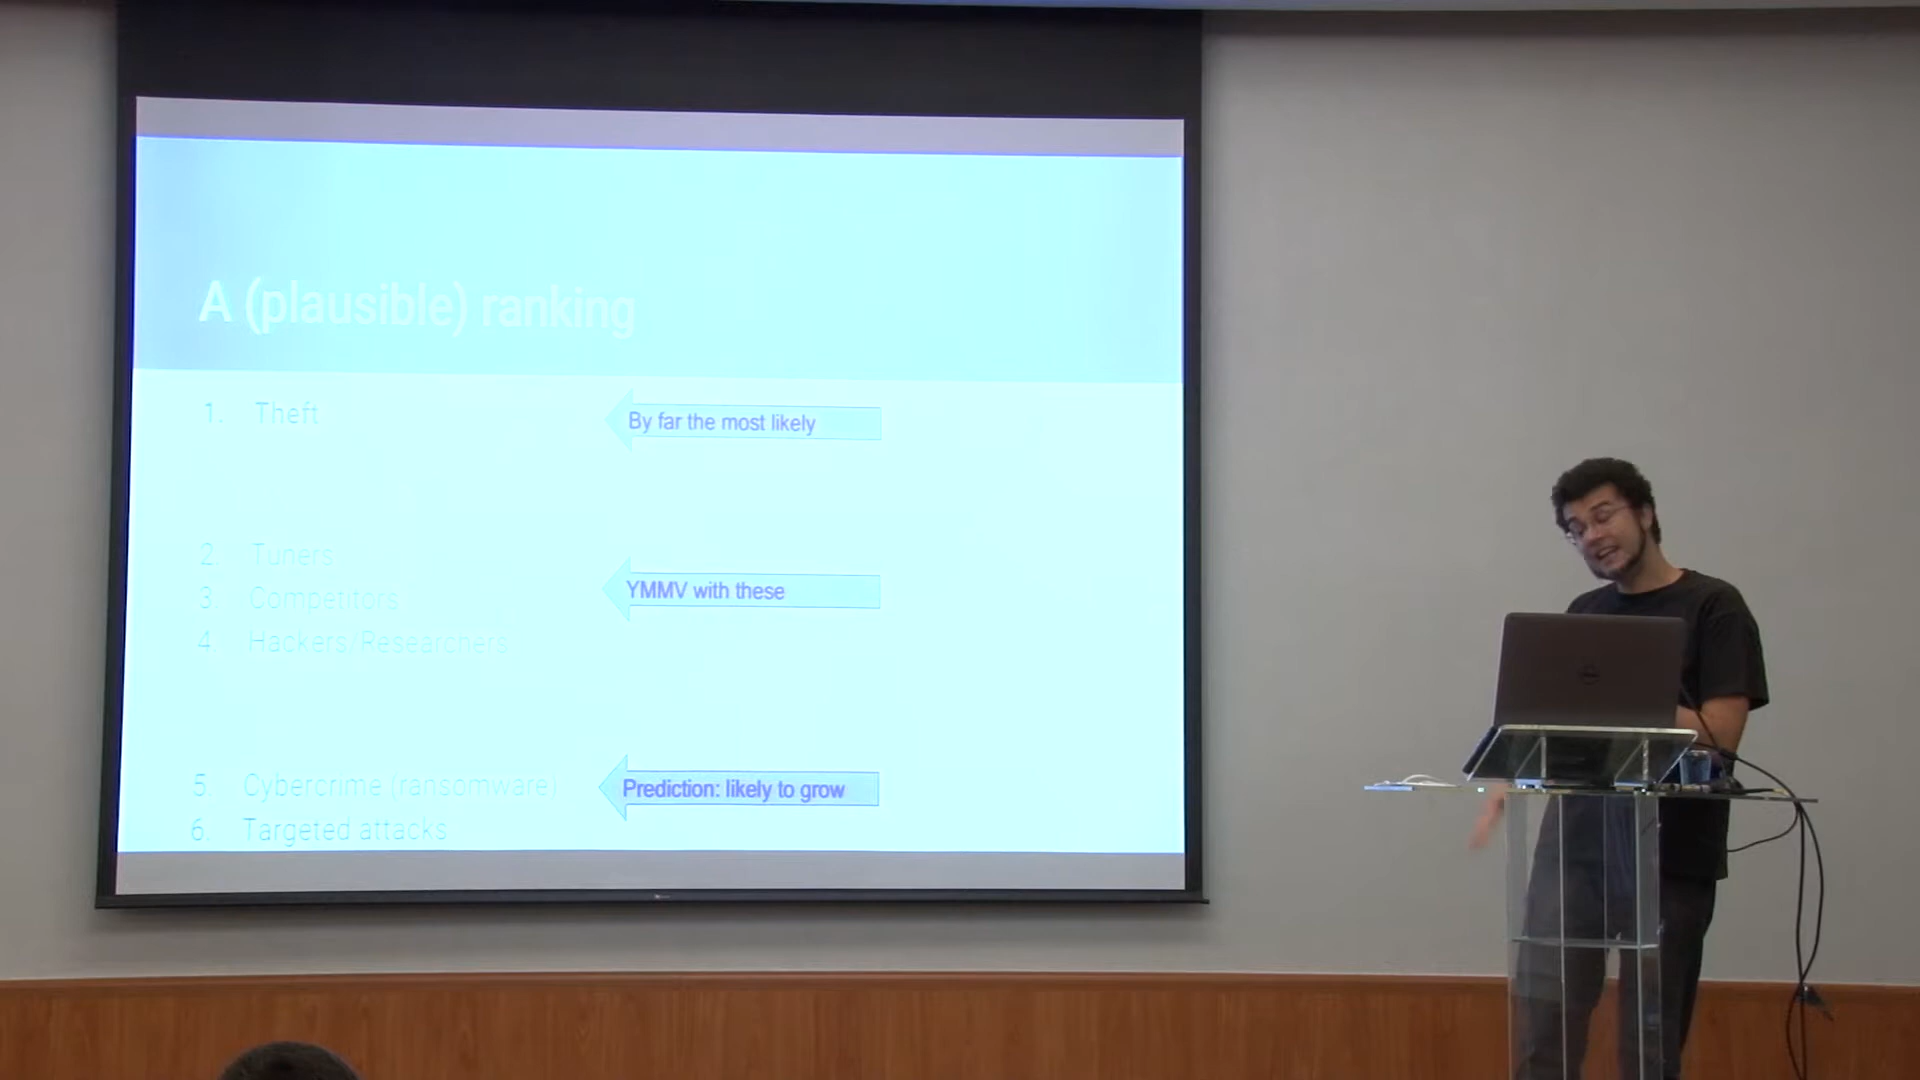 A (plausible) ranking
1. Theft
By far the most likely
2. Tuners
3. Competitors
YMMV with these
4. Hackers/Researchers
5. Cybercrime (ransomware)
Prediction: likely to grow
6. Targeted attacks